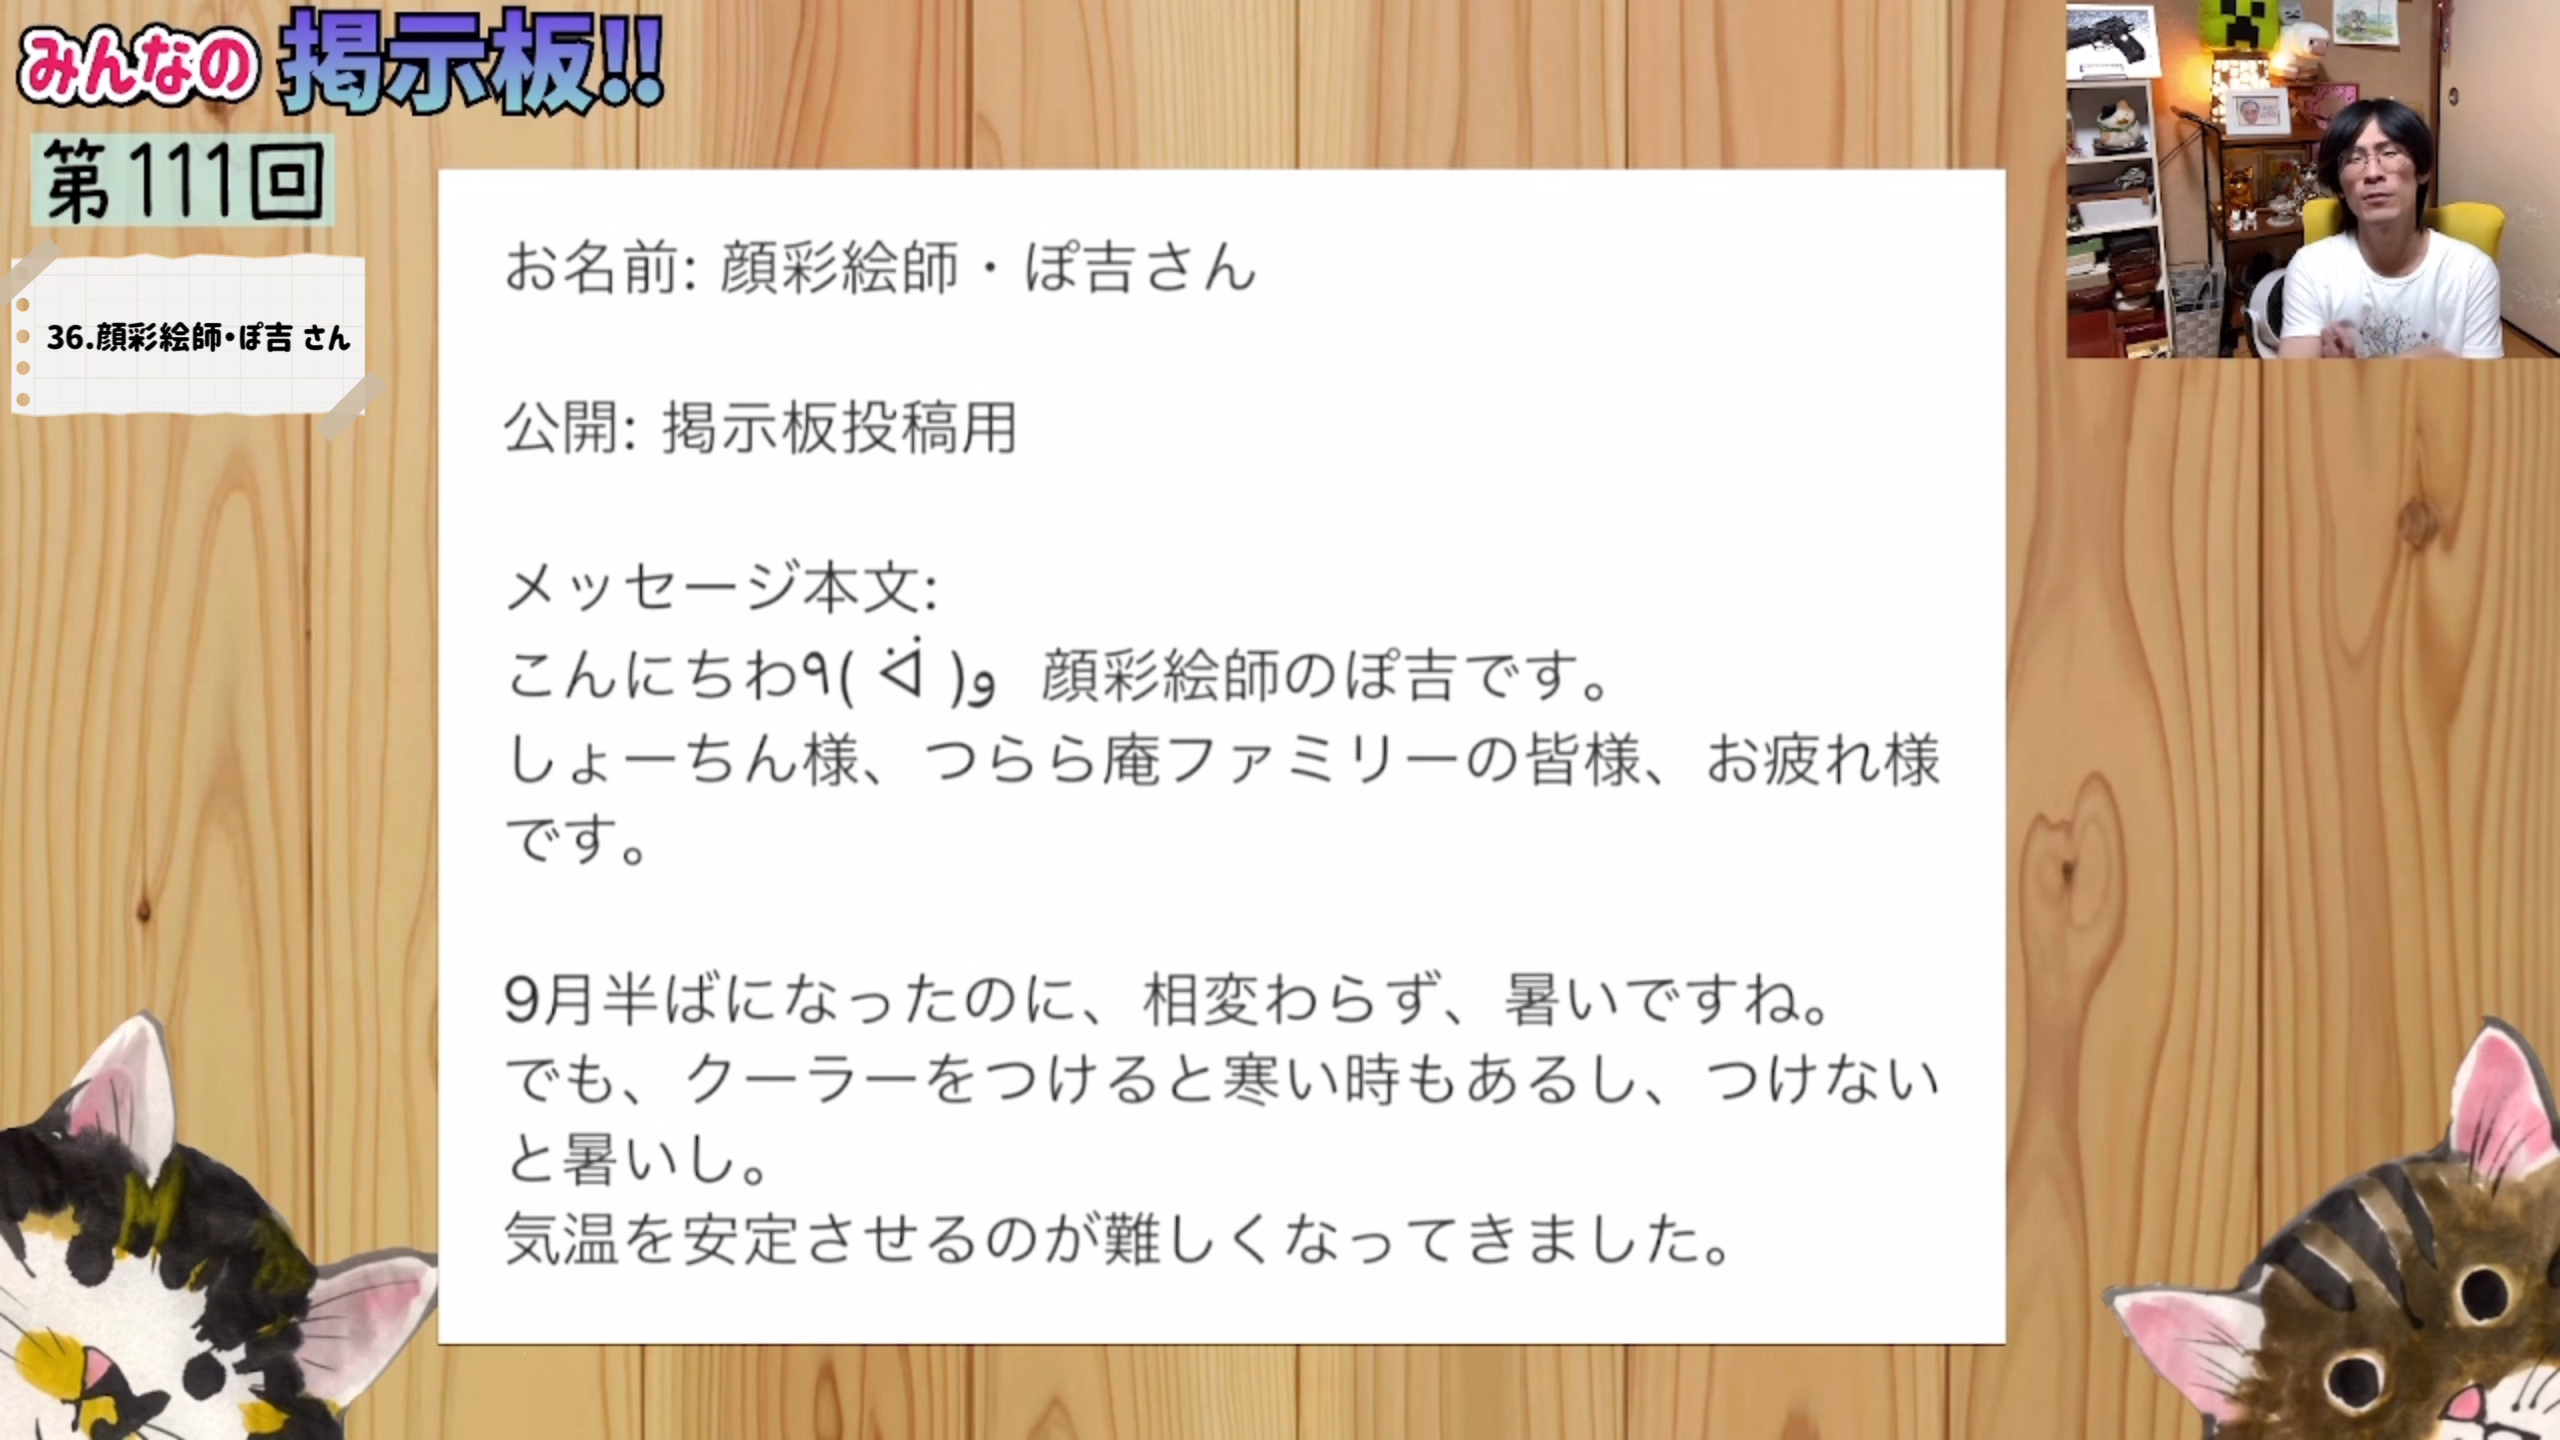 みんなの掲示板!!
第111回
36.顔彩絵師・ぽ吉 さん
お名前: 顔彩絵師・ぽ吉さん
公開: 掲示板投稿用
メッセージ本文:
こんにちわ٩( ᐛ )و 顔彩絵師のぽ吉です。
しょーちん様、つらら庵ファミリーの皆様、お疲れ様
です。
9月半ばになったのに、相変わらず、暑いですね。
でも、クーラーをつけると寒い時もあるし、つけない
と暑いし。
気温を安定させるのが難しくなってきました。